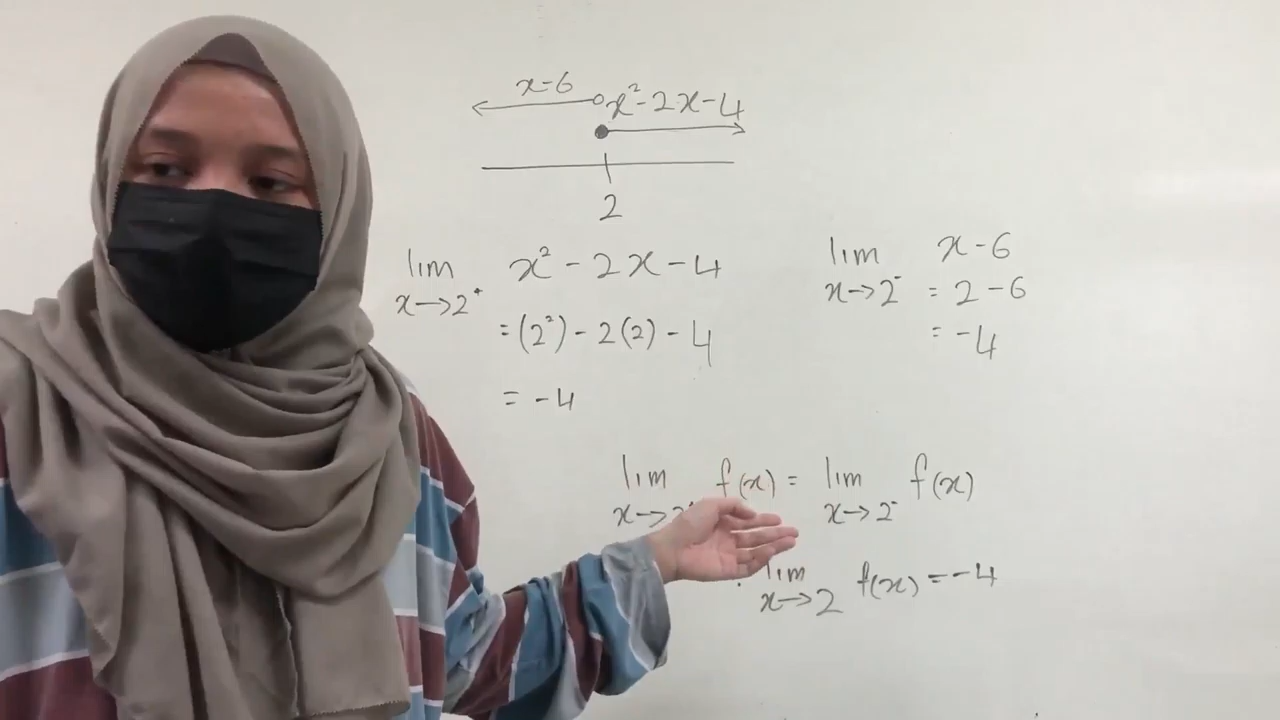 x-6
x²-2x-4
2
lim x² - 2x - 4
x→2⁺
= (2²) - 2(2) - 4
= -4
lim x - 6
x→2⁻ = 2 - 6
= -4
lim f(x) = lim f(x)
x→2 x→2⁻
lim f(x) = -4
x→2